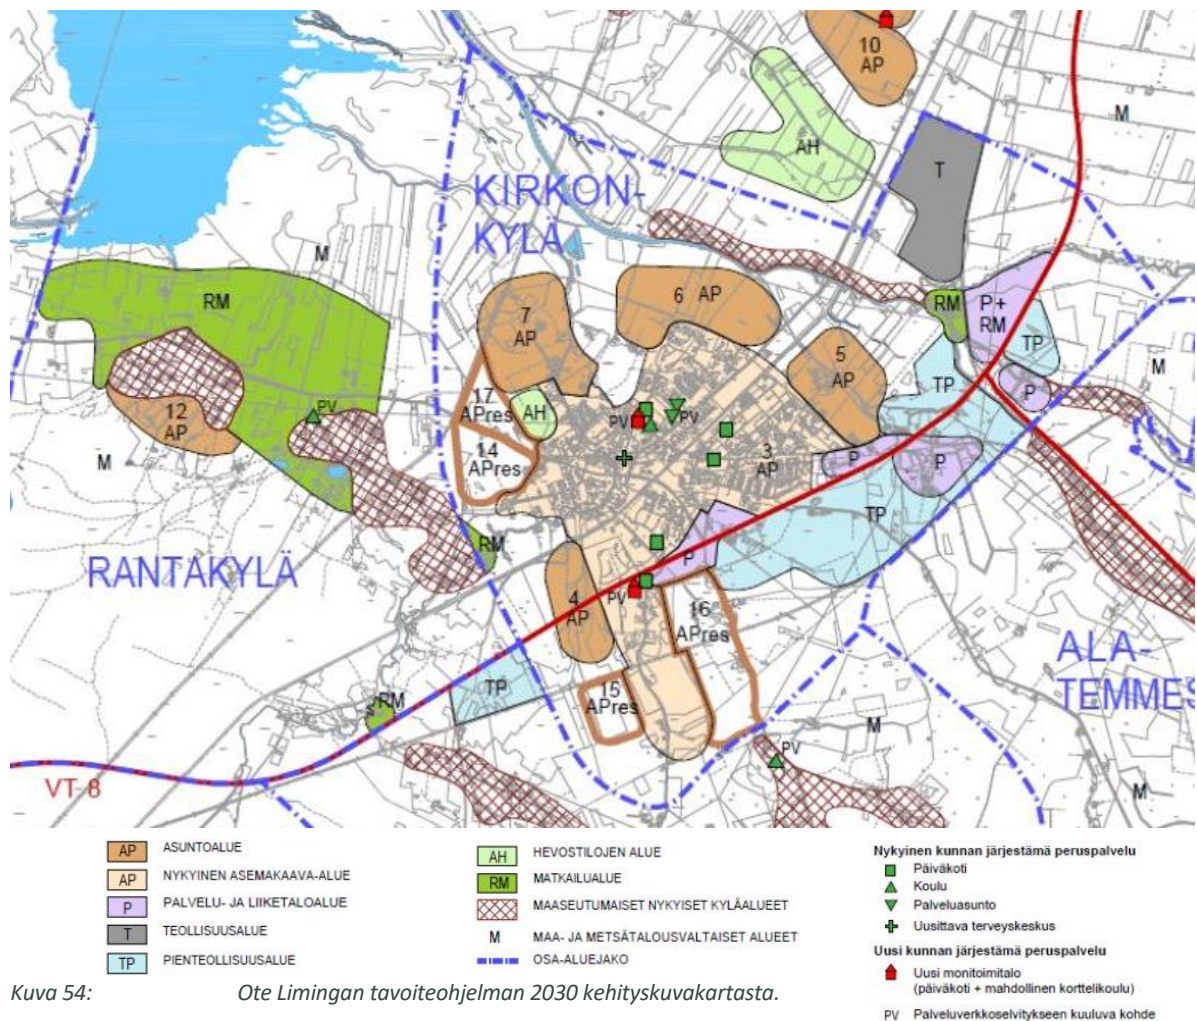 10
AP
M
AH
T
KIRKON-
KYLÄ
M
RM
7
AP
6 AP
RM
P +
RM
TP
M
5
AP
TP
P
12
AP
PV
17
APres
AH
PV
PV
14
APres
M
3
AP
P
P
RM
TP
RANTAKYLÄ
P
4
AP
PV
16
APres
ALA-
TEMMES
TP
15
APres
RM
M
PV
M
VT 8
AP ASUNTOALUE
AP NYKYINEN ASEMAKAAVA-ALUE
P PALVELU- JA LIIKETALOALUE
T TEOLLISUUSALUE
TP PIENTEOLLISUUSALUE
AH HEVOSTILOJEN ALUE
RM MATKAILUALUE
MAASEUTUMAISET NYKYISET KYLÄALUEET
M MAA- JA METSÄTALOUSVALTAISET ALUEET
OSA-ALUEJAKO
Nykyinen kunnan järjestämä peruspalvelu
Päiväkoti
Koulu
Palveluasunto
Uusittava terveyskeskus
Uusi kunnan järjestämä peruspalvelu
Uusi monitoimitalo
(päiväkoti + mahdollinen korttelikoulu)
PV Palveluverkkoselvitykseen kuuluva kohde
Kuva 54: Ote Limingan tavoiteohjelman 2030 kehityskuvakartasta.